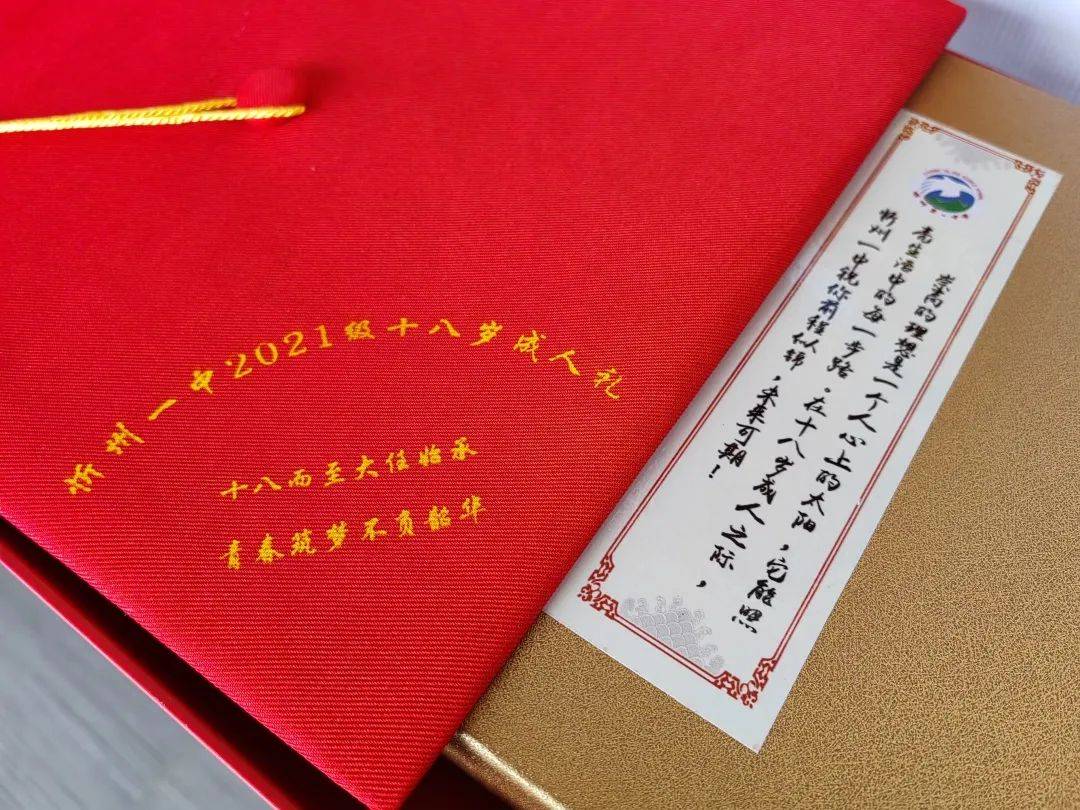 忻州一中2021级十八岁成人礼
十八而至大任始承
青春筑梦不负韶华
崇高的理想是一个人心上的太阳，它能照
亮生活中的每一步路。在十八岁成人之际，
忻州一中祝你前程似锦，未来可期！